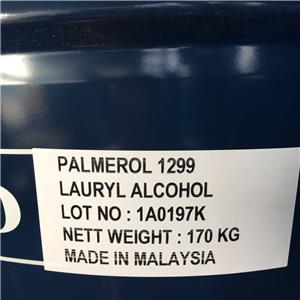 PALMEROL 1299
LAURYL ALCOHOL
LOT NO : 1A0197K
NETT WEIGHT : 170 KG
MADE IN MALAYSIA